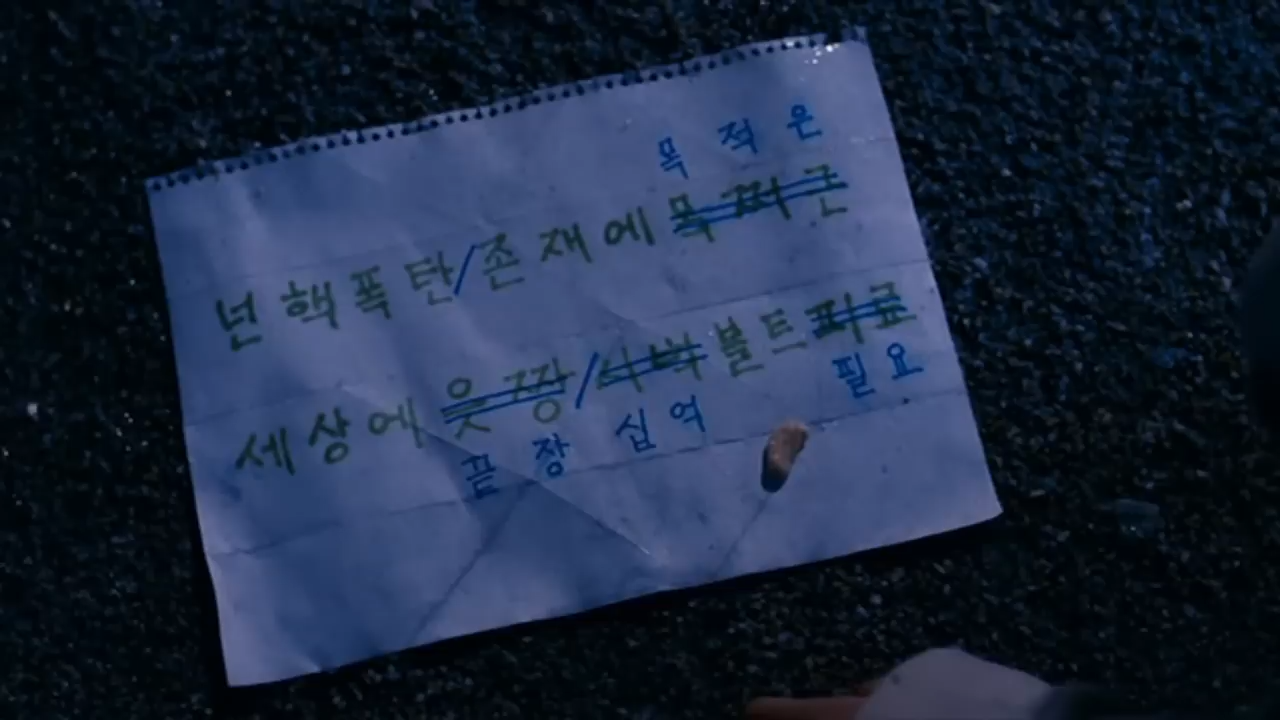 목 적 은
넌 핵 폭 탄 / 존 재 에
세 상 에 / 볼 트
끝 장 십 억 필 요